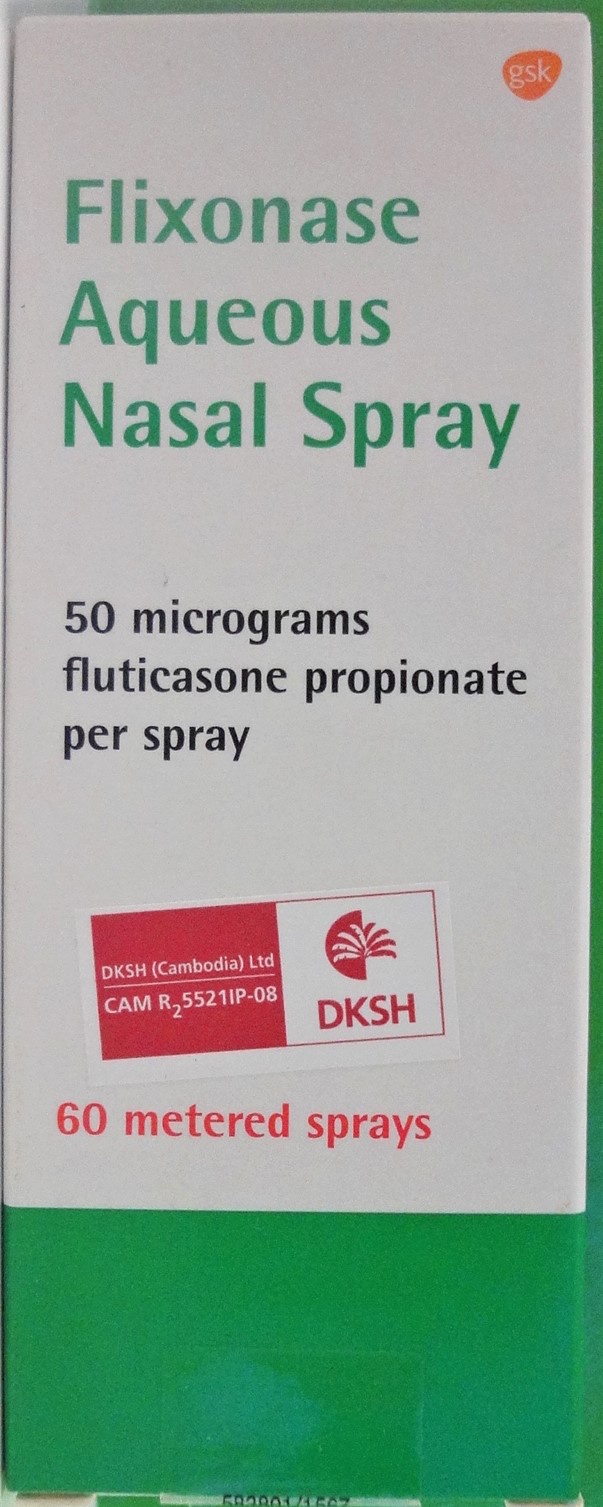 gsk
Flixonase
Aqueous
Nasal Spray
50 micrograms
fluticasone propionate
per spray
DKSH (Cambodia) Ltd
CAM R₂5521IP-08
DKSH
60 metered sprays